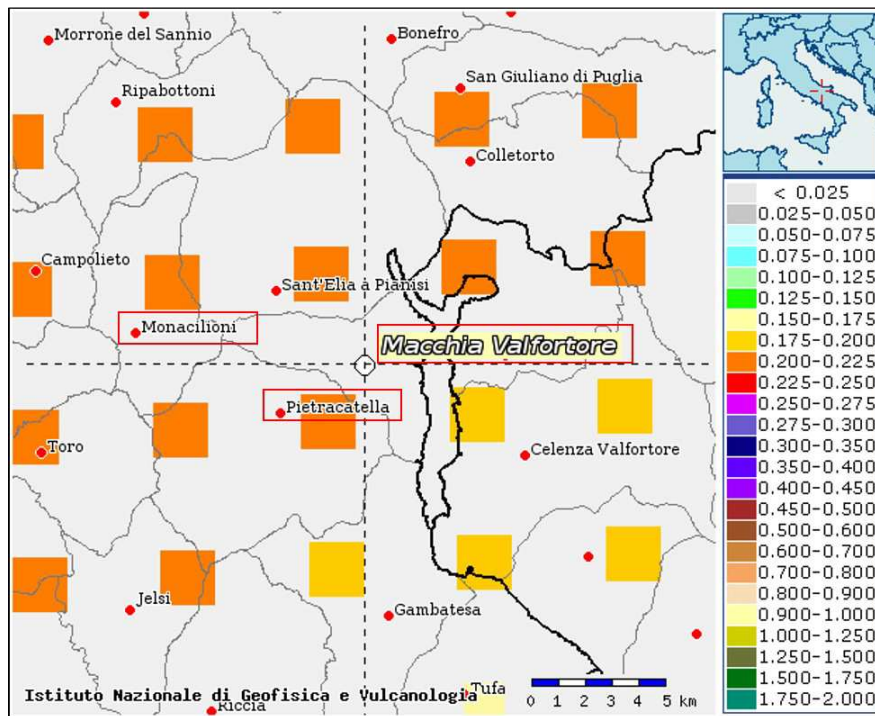 Morrone del Sannio
Bonefro
Ripabottoni
San Giuliano di Puglia
Colletorto
Campolieto
Sant'Elia a Pianisi
Monacilioni
Macchia Valfortore
Pietracatella
Toro
Celenza Valfortore
Jelsi
Gambatesa
Tufa
Riccia
Istituto Nazionale di Geofisica e Vulcanologia
0 1 2 3 4 5 km
< 0.025
0.025-0.050
0.050-0.075
0.075-0.100
0.100-0.125
0.125-0.150
0.150-0.175
0.175-0.200
0.200-0.225
0.225-0.250
0.250-0.275
0.275-0.300
0.300-0.350
0.350-0.400
0.400-0.450
0.450-0.500
0.500-0.600
0.600-0.700
0.700-0.800
0.800-0.900
0.900-1.000
1.000-1.250
1.250-1.500
1.500-1.750
1.750-2.000